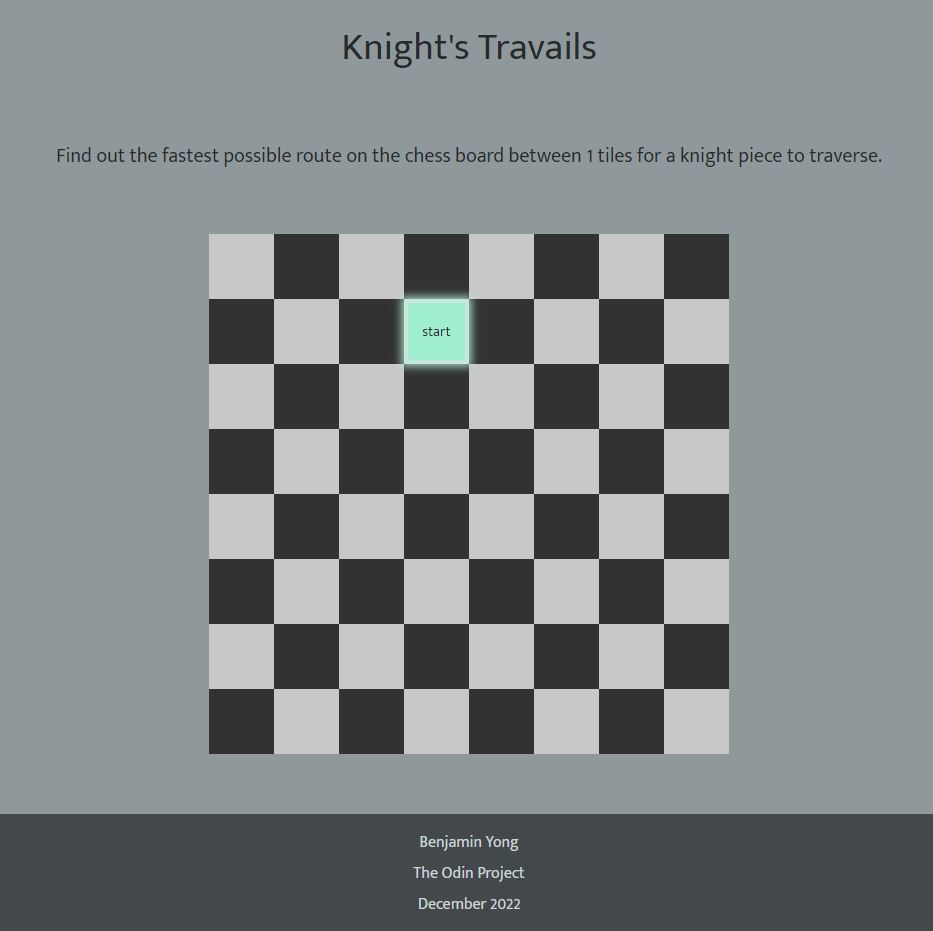 Knight's Travails
Find out the fastest possible route on the chess board between 1 tiles for a knight piece to traverse.
start
Benjamin Yong
The Odin Project
December 2022